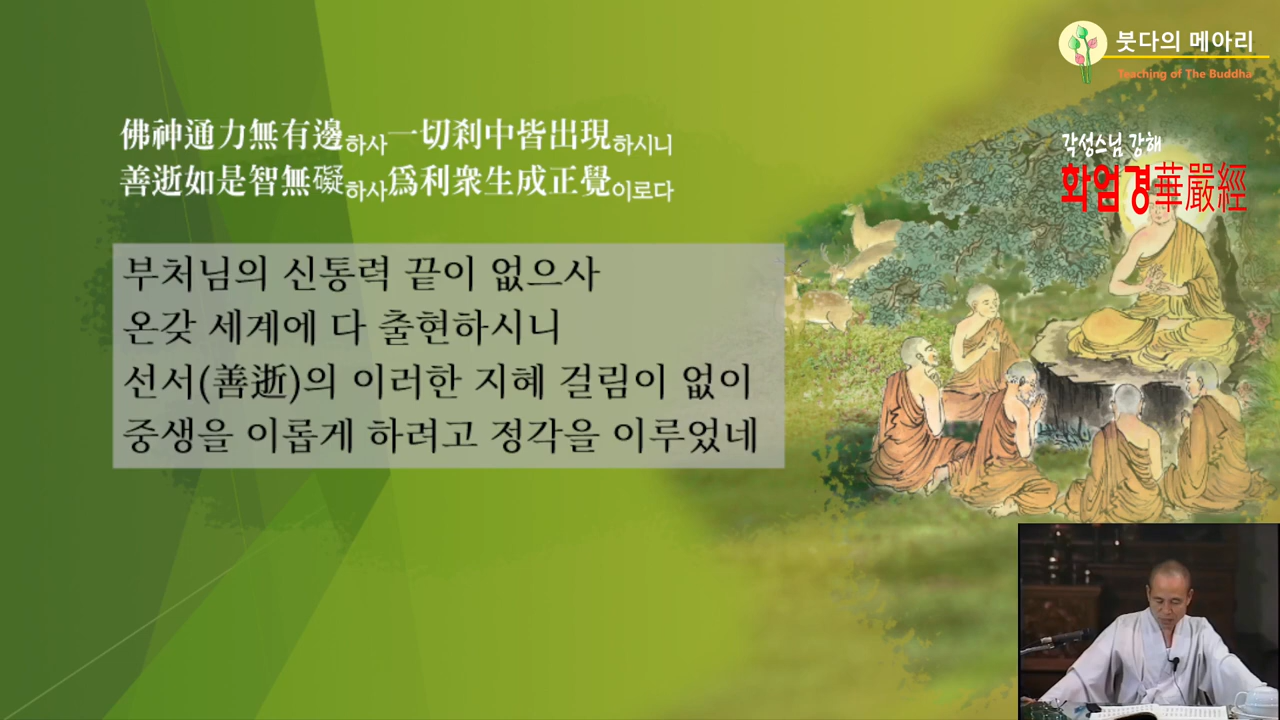 붓다의 메아리
Teaching of The Buddha
각성스님 강해
화엄경華嚴經
佛神通力無有邊하사一切刹中皆出現하시니
善逝如是智無礙하사爲利衆生成正覺이로다
부처님의 신통력 끝이 없으사
온갖 세계에 다 출현하시니
선서(善逝)의 이러한 지혜 걸림이 없이
중생을 이롭게 하려고 정각을 이루었네